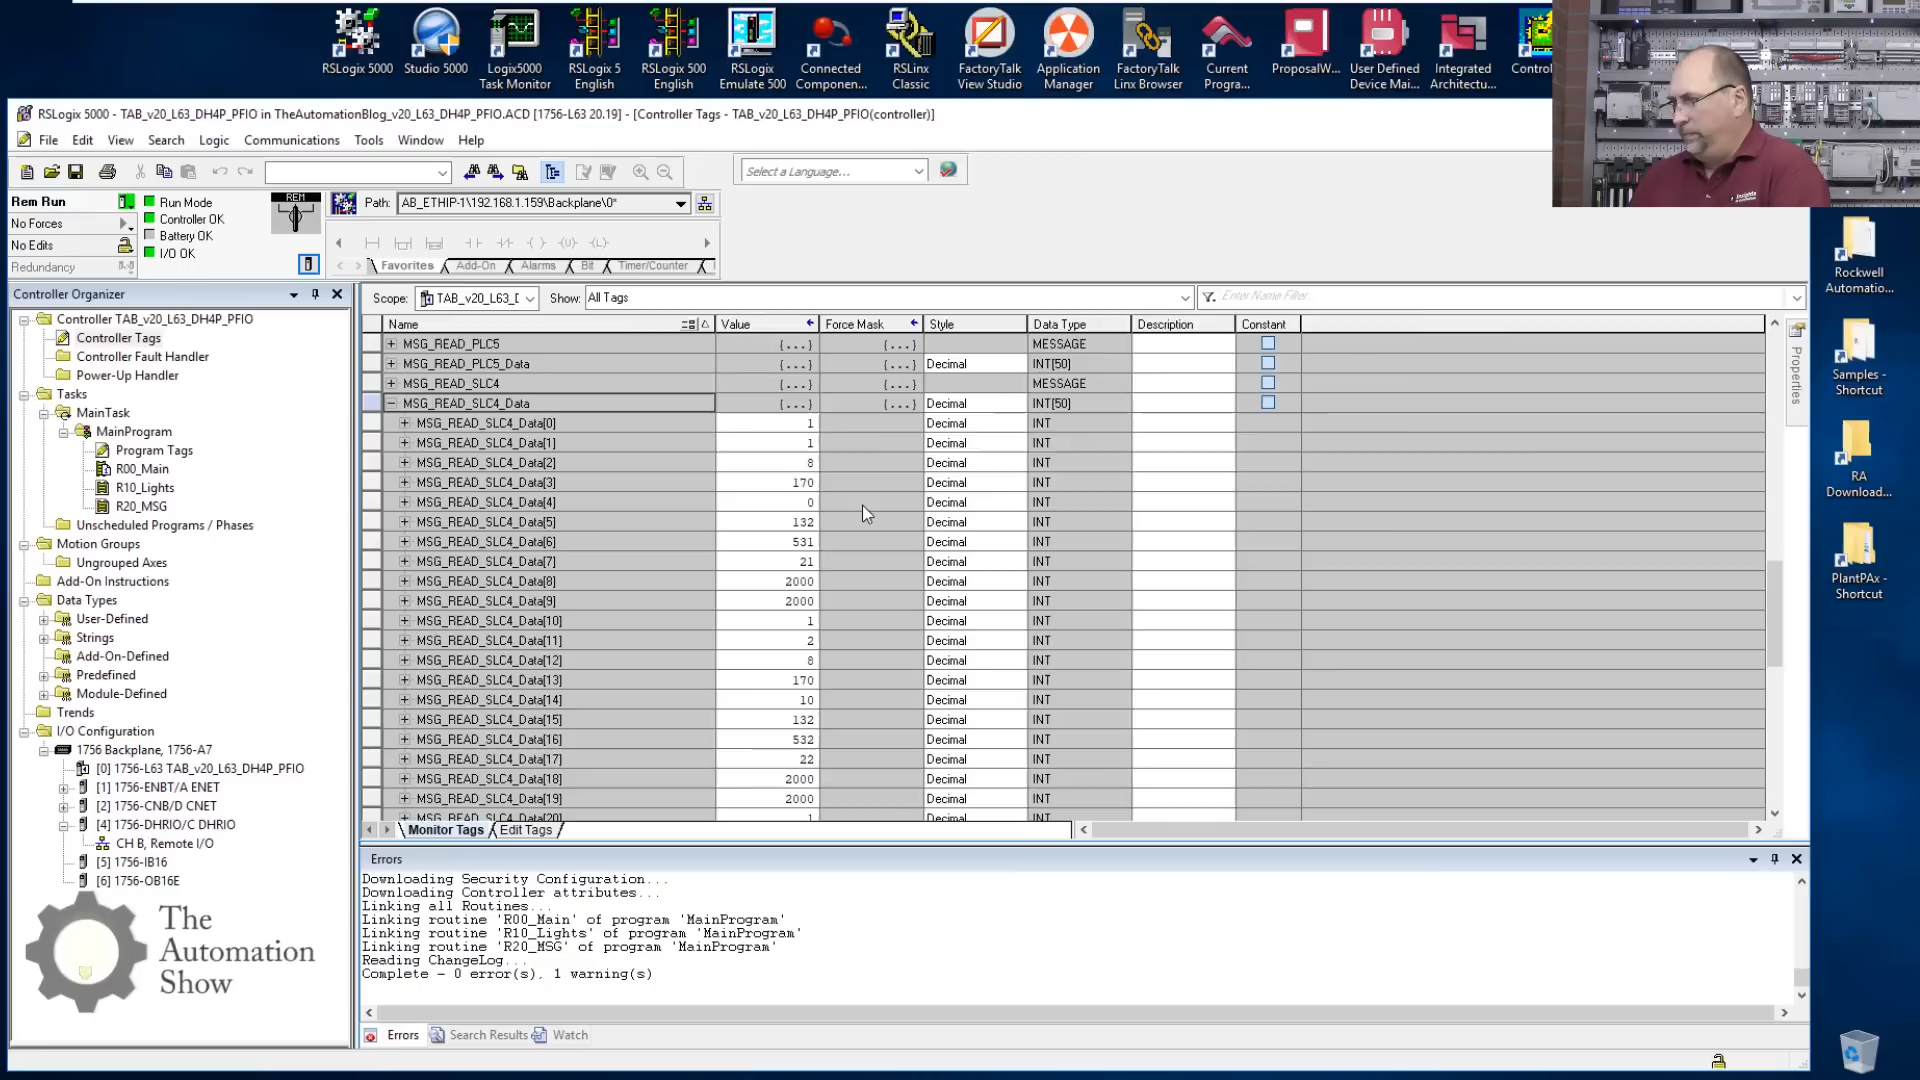 RSLogix 5000
Studio 5000
Logix5000 Task Monitor
RSLogix 5 English
RSLogix 500 English
RSLogix Emulate 500
Connected Componen...
RSLinx Classic
FactoryTalk View Studio
Application Manager
FactoryTalk Linx Browser
Current Progra...
ProposalW...
User Defined Device Mai...
Integrated Architectu...
RSLogix 5000 - TAB_v20_L63_DH4P_PFIO in TheAutomationBlog_v20_L63_DH4P_PFIO.ACD [1756-L63 20.19] - [Controller Tags - TAB_v20_L63_DH4P_PFIO(controller)]
File Edit View Search Logic Communications Tools Window Help
Select a Language...
Rem Run
No Forces
No Edits
Redundancy
Run Mode
Controller OK
Battery OK
I/O OK
REM
Path: AB_ETHIP-1\192.168.1.159\Backplane\0*
Favorites Add-On Alarms Bit Timer/Counter
Controller Organizer
Controller TAB_v20_L63_DH4P_PFIO
Controller Tags
Controller Fault Handler
Power-Up Handler
Tasks
MainTask
MainProgram
Program Tags
R00_Main
R10_Lights
R20_MSG
Unscheduled Programs / Phases
Motion Groups
Ungrouped Axes
Add-On Instructions
Data Types
User-Defined
Strings
Add-On-Defined
Predefined
Module-Defined
Trends
I/O Configuration
1756 Backplane, 1756-A7
[0] 1756-L63 TAB_v20_L63_DH4P_PFIO
[1] 1756-ENBT/A ENET
[2] 1756-CNB/D CNET
[4] 1756-DHRIO/C DHRIO
CH B, Remote I/O
[5] 1756-IB16
[6] 1756-OB16E
The
Automation
Show
Scope: TAB_v20_L63_D Show: All Tags Enter Name Filter...
Name Value Force Mask Style Data Type Description Constant
MSG_READ_PLC5 {...} {...} MESSAGE
MSG_READ_PLC5_Data {...} {...} Decimal INT[50]
MSG_READ_SLC4 {...} {...} MESSAGE
MSG_READ_SLC4_Data {...} {...} Decimal INT[50]
MSG_READ_SLC4_Data[0] 1 Decimal INT
MSG_READ_SLC4_Data[1] 1 Decimal INT
MSG_READ_SLC4_Data[2] 8 Decimal INT
MSG_READ_SLC4_Data[3] 170 Decimal INT
MSG_READ_SLC4_Data[4] 0 Decimal INT
MSG_READ_SLC4_Data[5] 132 Decimal INT
MSG_READ_SLC4_Data[6] 531 Decimal INT
MSG_READ_SLC4_Data[7] 21 Decimal INT
MSG_READ_SLC4_Data[8] 2000 Decimal INT
MSG_READ_SLC4_Data[9] 2000 Decimal INT
MSG_READ_SLC4_Data[10] 1 Decimal INT
MSG_READ_SLC4_Data[11] 2 Decimal INT
MSG_READ_SLC4_Data[12] 8 Decimal INT
MSG_READ_SLC4_Data[13] 170 Decimal INT
MSG_READ_SLC4_Data[14] 10 Decimal INT
MSG_READ_SLC4_Data[15] 132 Decimal INT
MSG_READ_SLC4_Data[16] 532 Decimal INT
MSG_READ_SLC4_Data[17] 22 Decimal INT
MSG_READ_SLC4_Data[18] 2000 Decimal INT
MSG_READ_SLC4_Data[19] 2000 Decimal INT
MSG_READ_SLC4_Data[20] 1 Decimal INT
Properties
Monitor Tags Edit Tags
Errors
Downloading Security Configuration...
Downloading Controller attributes...
Linking all Routines...
Linking routine 'R00_Main' of program 'MainProgram'
Linking routine 'R10_Lights' of program 'MainProgram'
Linking routine 'R20_MSG' of program 'MainProgram'
Reading ChangeLog...
Complete - 0 error(s), 1 warning(s)
Errors Search Results Watch
Rockwell Automatio...
Samples - Shortcut
RA Download...
PlantPAx - Shortcut